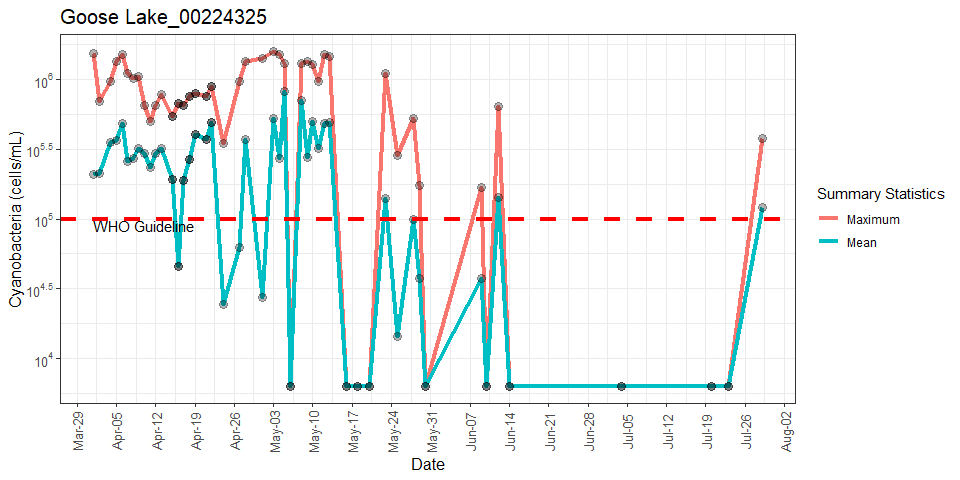 Goose Lake_00224325
Cyanobacteria (cells/mL)
10^6
10^5.5
10^5
10^4.5
10^4
WHO Guideline
Mar-29
Apr-05
Apr-12
Apr-19
Apr-26
May-03
May-10
May-17
May-24
May-31
Jun-07
Jun-14
Jun-21
Jun-28
Jul-05
Jul-12
Jul-19
Jul-26
Aug-02
Date
Summary Statistics
Maximum
Mean